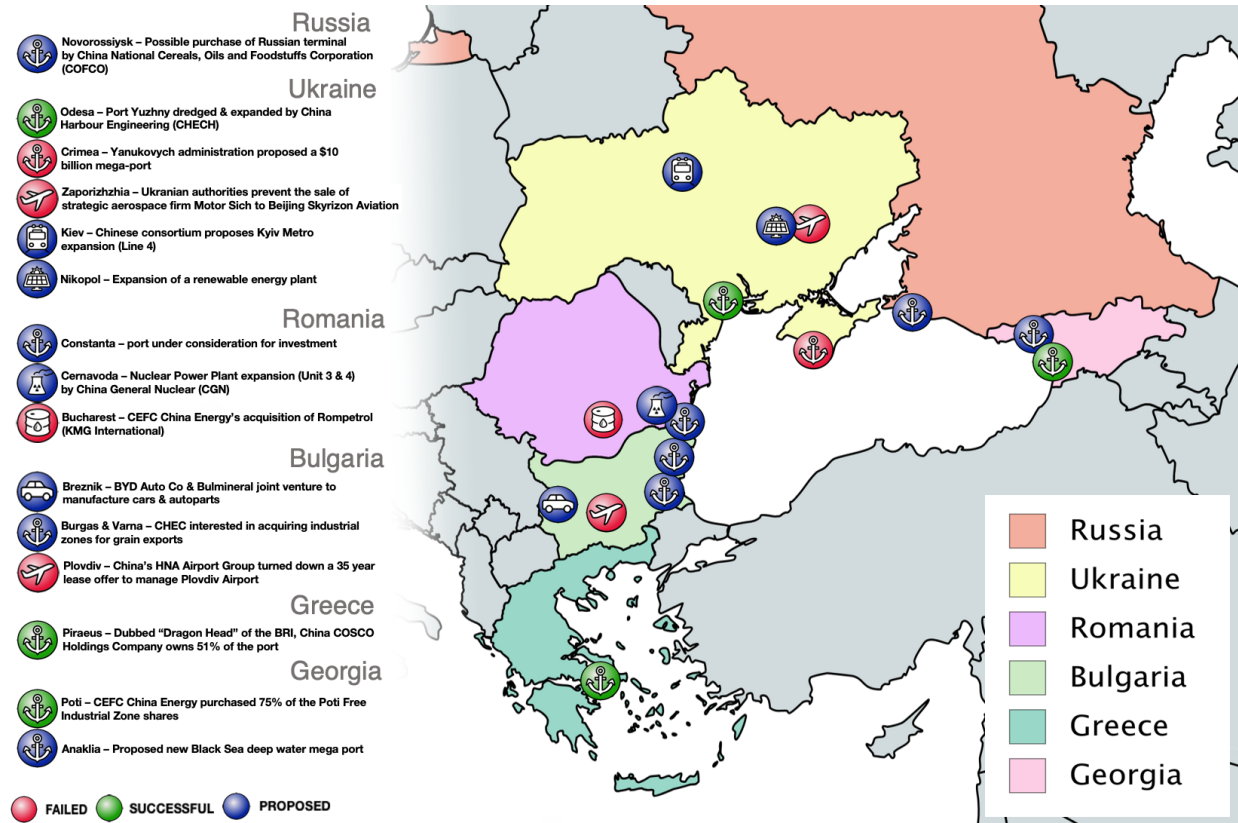 Russia
Novorossiysk – Possible purchase of Russian terminal
by China National Cereals, Oils and Foodstuffs Corporation
(COFCO)
Ukraine
Odesa – Port Yuzhny dredged & expanded by China
Harbour Engineering (CHECH)
Crimea – Yanukovych administration proposed a $10
billion mega-port
Zaporizhzhia – Ukranian authorities prevent the sale of
strategic aerospace firm Motor Sich to Beijing Skyrizon Aviation
Kiev – Chinese consortium proposes Kyiv Metro
expansion (Line 4)
Nikopol – Expansion of a renewable energy plant
Romania
Constanta – port under consideration for investment
Cernavoda – Nuclear Power Plant expansion (Unit 3 & 4)
by China General Nuclear (CGN)
Bucharest – CEFC China Energy's acquisition of Rompetrol
(KMG International)
Bulgaria
Breznik – BYD Auto Co & Bulmineral joint venture to
manufacture cars & autoparts
Burgas & Varna – CHEC interested in acquiring industrial
zones for grain exports
Plovdiv – China's HNA Airport Group turned down a 35 year
lease offer to manage Plovdiv Airport
Greece
Piraeus – Dubbed "Dragon Head" of the BRI, China COSCO
Holdings Company owns 51% of the port
Georgia
Poti – CEFC China Energy purchased 75% of the Poti Free
Industrial Zone shares
Anaklia – Proposed new Black Sea deep water mega port
FAILED
SUCCESSFUL
PROPOSED
Russia
Ukraine
Romania
Bulgaria
Greece
Georgia